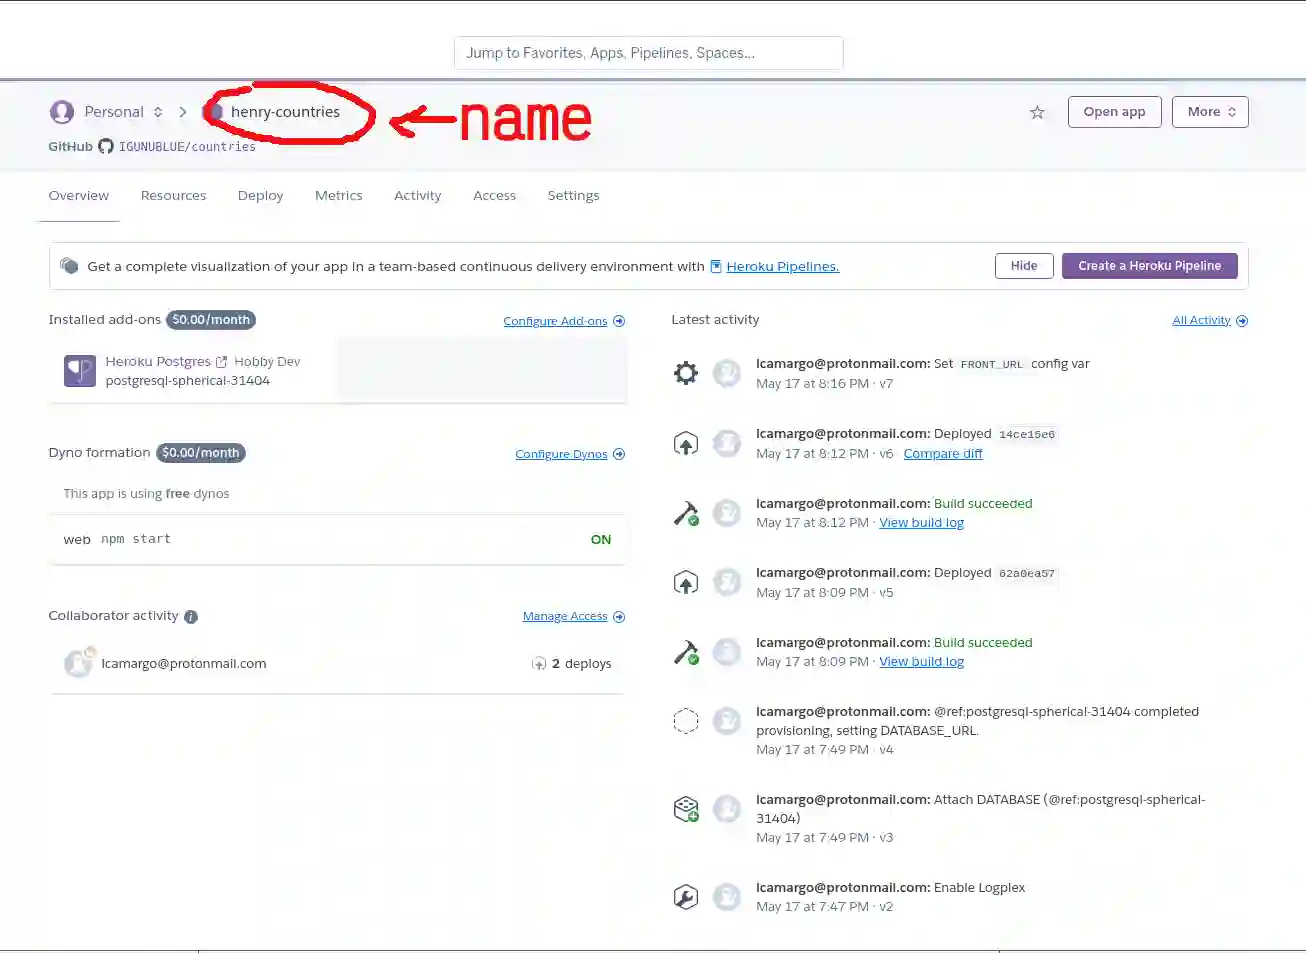 Jump to Favorites, Apps, Pipelines, Spaces...
Personal henry-countries name Open app More
GitHub IGUNUBLUE/countries
Overview Resources Deploy Metrics Activity Access Settings
Get a complete visualization of your app in a team-based continuous delivery environment with Heroku Pipelines. Hide Create a Heroku Pipeline
Installed add-ons $0.00/month Configure Add-ons
Heroku Postgres Hobby Dev
postgresql-spherical-31404
Dyno formation $0.00/month Configure Dynos
This app is using free dynos
web npm start ON
Collaborator activity Manage Access
lcamargo@protonmail.com 2 deploys
Latest activity All Activity
lcamargo@protonmail.com: Set FRONT_URL config var
May 17 at 8:16 PM · v7
lcamargo@protonmail.com: Deployed 14ce15e6
May 17 at 8:12 PM · v6 Compare diff
lcamargo@protonmail.com: Build succeeded
May 17 at 8:12 PM · View build log
lcamargo@protonmail.com: Deployed 62a0ea57
May 17 at 8:09 PM · v5
lcamargo@protonmail.com: Build succeeded
May 17 at 8:09 PM · View build log
lcamargo@protonmail.com: @ref:postgresql-spherical-31404 completed
provisioning, setting DATABASE_URL.
May 17 at 7:49 PM · v4
lcamargo@protonmail.com: Attach DATABASE (@ref:postgresql-spherical-
31404)
May 17 at 7:49 PM · v3
lcamargo@protonmail.com: Enable Logplex
May 17 at 7:47 PM · v2